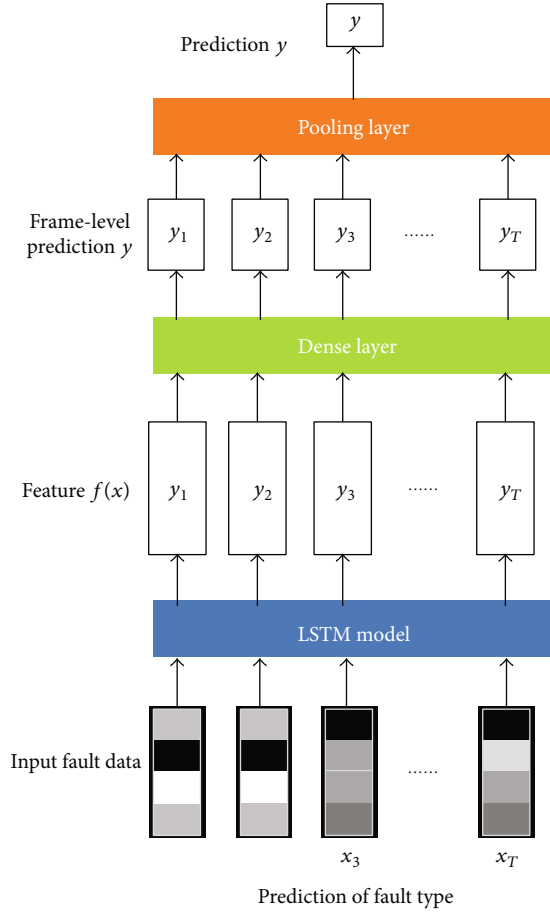 Prediction y
y
Pooling layer
Frame-level
prediction y
y1 y2 y3 ...... yT
Dense layer
Feature f(x)
y1 y2 y3 ...... yT
LSTM model
Input fault data
......
x3 xT
Prediction of fault type